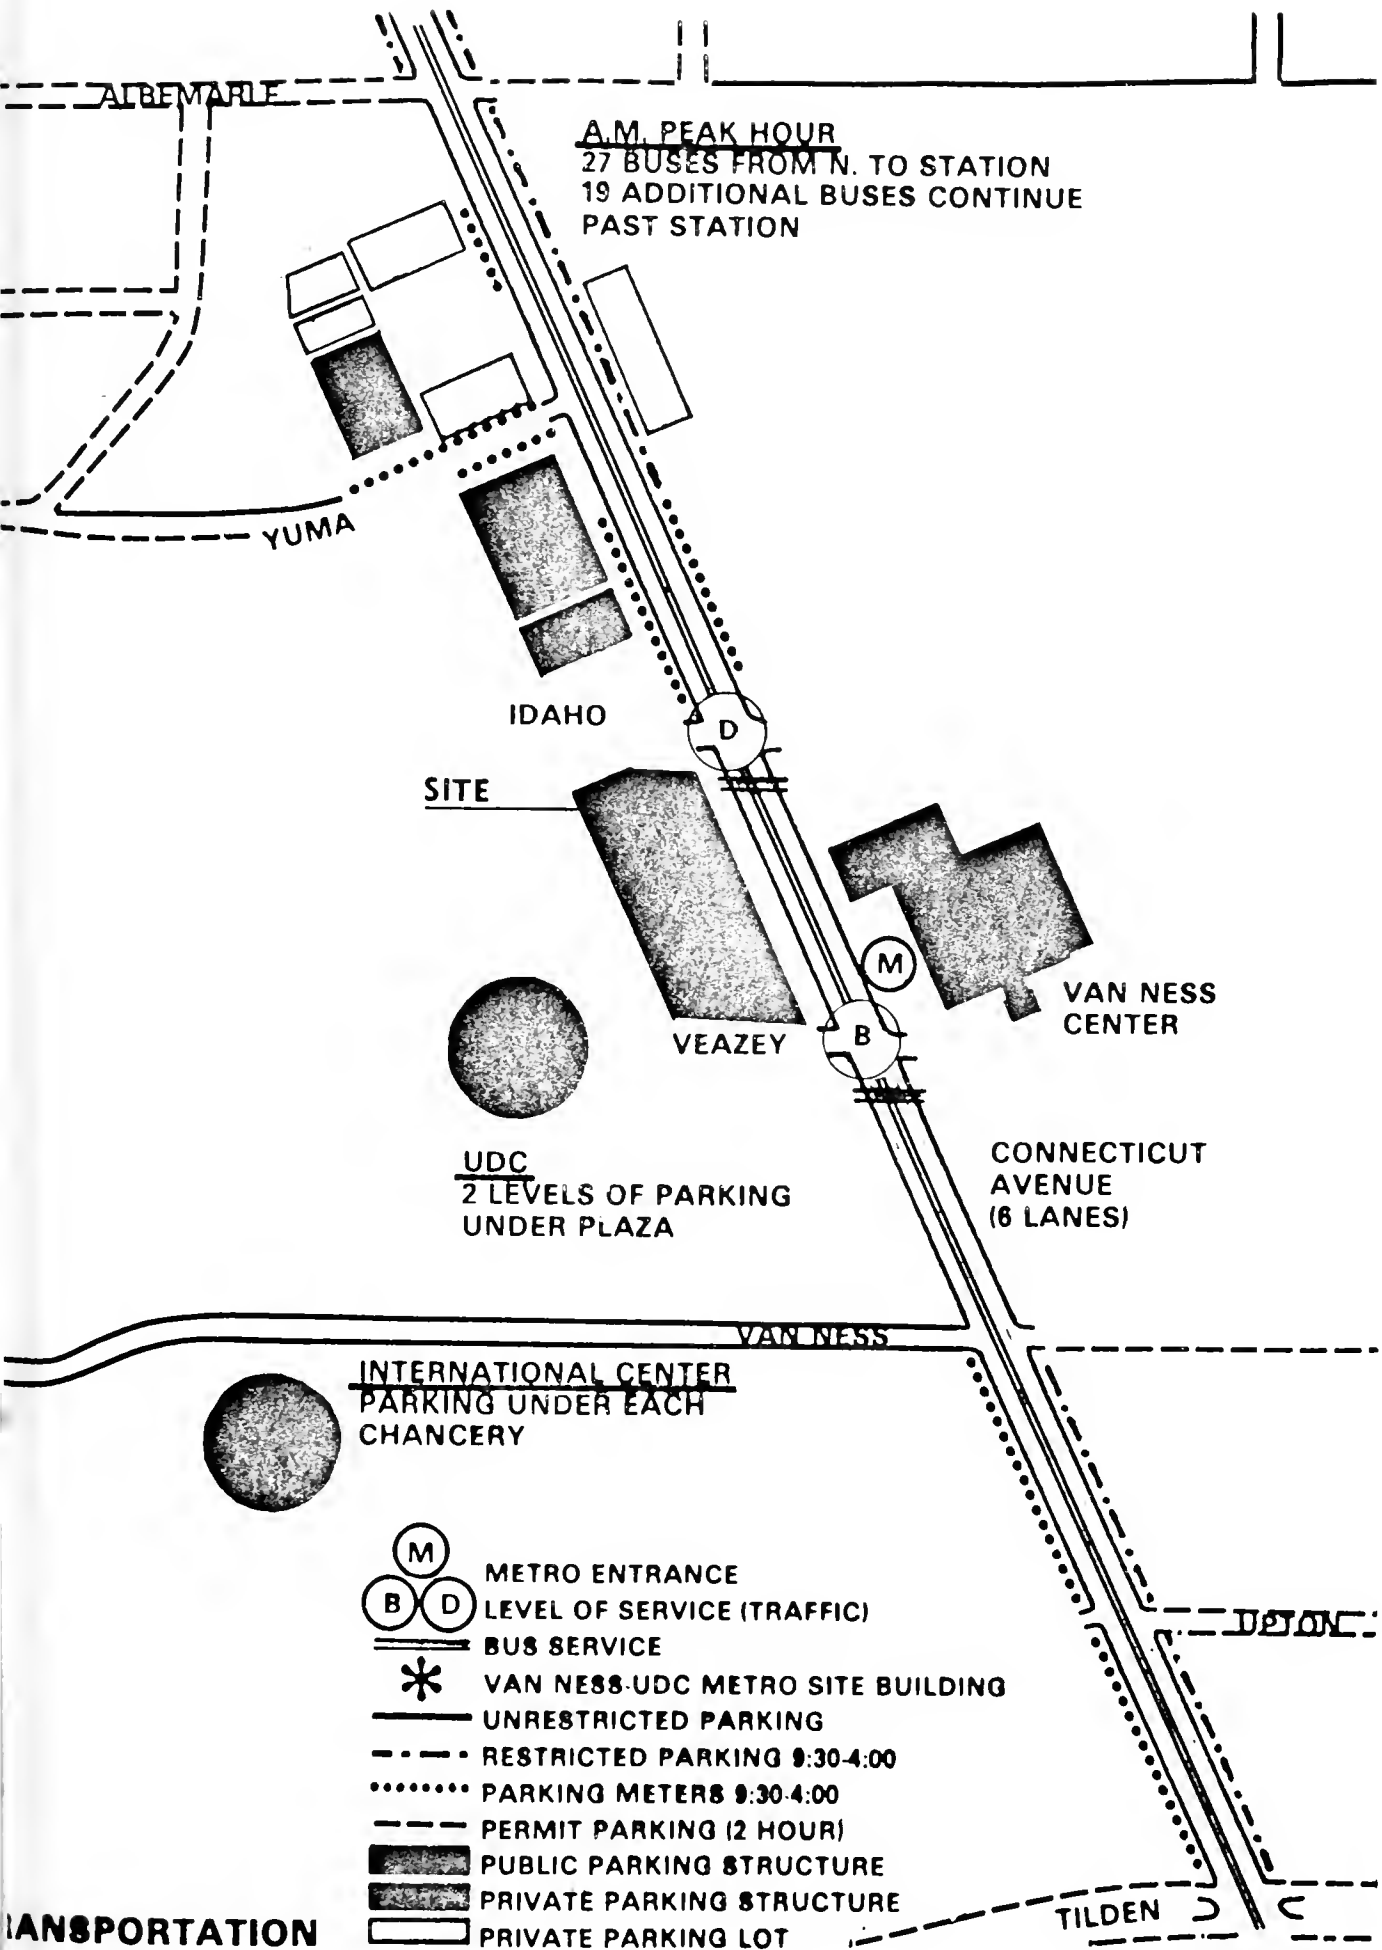 ALBEMARLE
A.M. PEAK HOUR
27 BUSES FROM N. TO STATION
19 ADDITIONAL BUSES CONTINUE
PAST STATION
YUMA
IDAHO
D
SITE
M
VAN NESS
CENTER
VEAZEY
B
UDC
2 LEVELS OF PARKING
UNDER PLAZA
CONNECTICUT
AVENUE
(6 LANES)
VAN NESS
INTERNATIONAL CENTER
PARKING UNDER EACH
CHANCERY
M
METRO ENTRANCE
B D LEVEL OF SERVICE (TRAFFIC)
UPTON
BUS SERVICE
VAN NESS-UDC METRO SITE BUILDING
UNRESTRICTED PARKING
RESTRICTED PARKING 9:30-4:00
PARKING METERS 9:30-4:00
PERMIT PARKING (2 HOUR)
PUBLIC PARKING STRUCTURE
PRIVATE PARKING STRUCTURE
TILDEN
RANSPORTATION
PRIVATE PARKING LOT